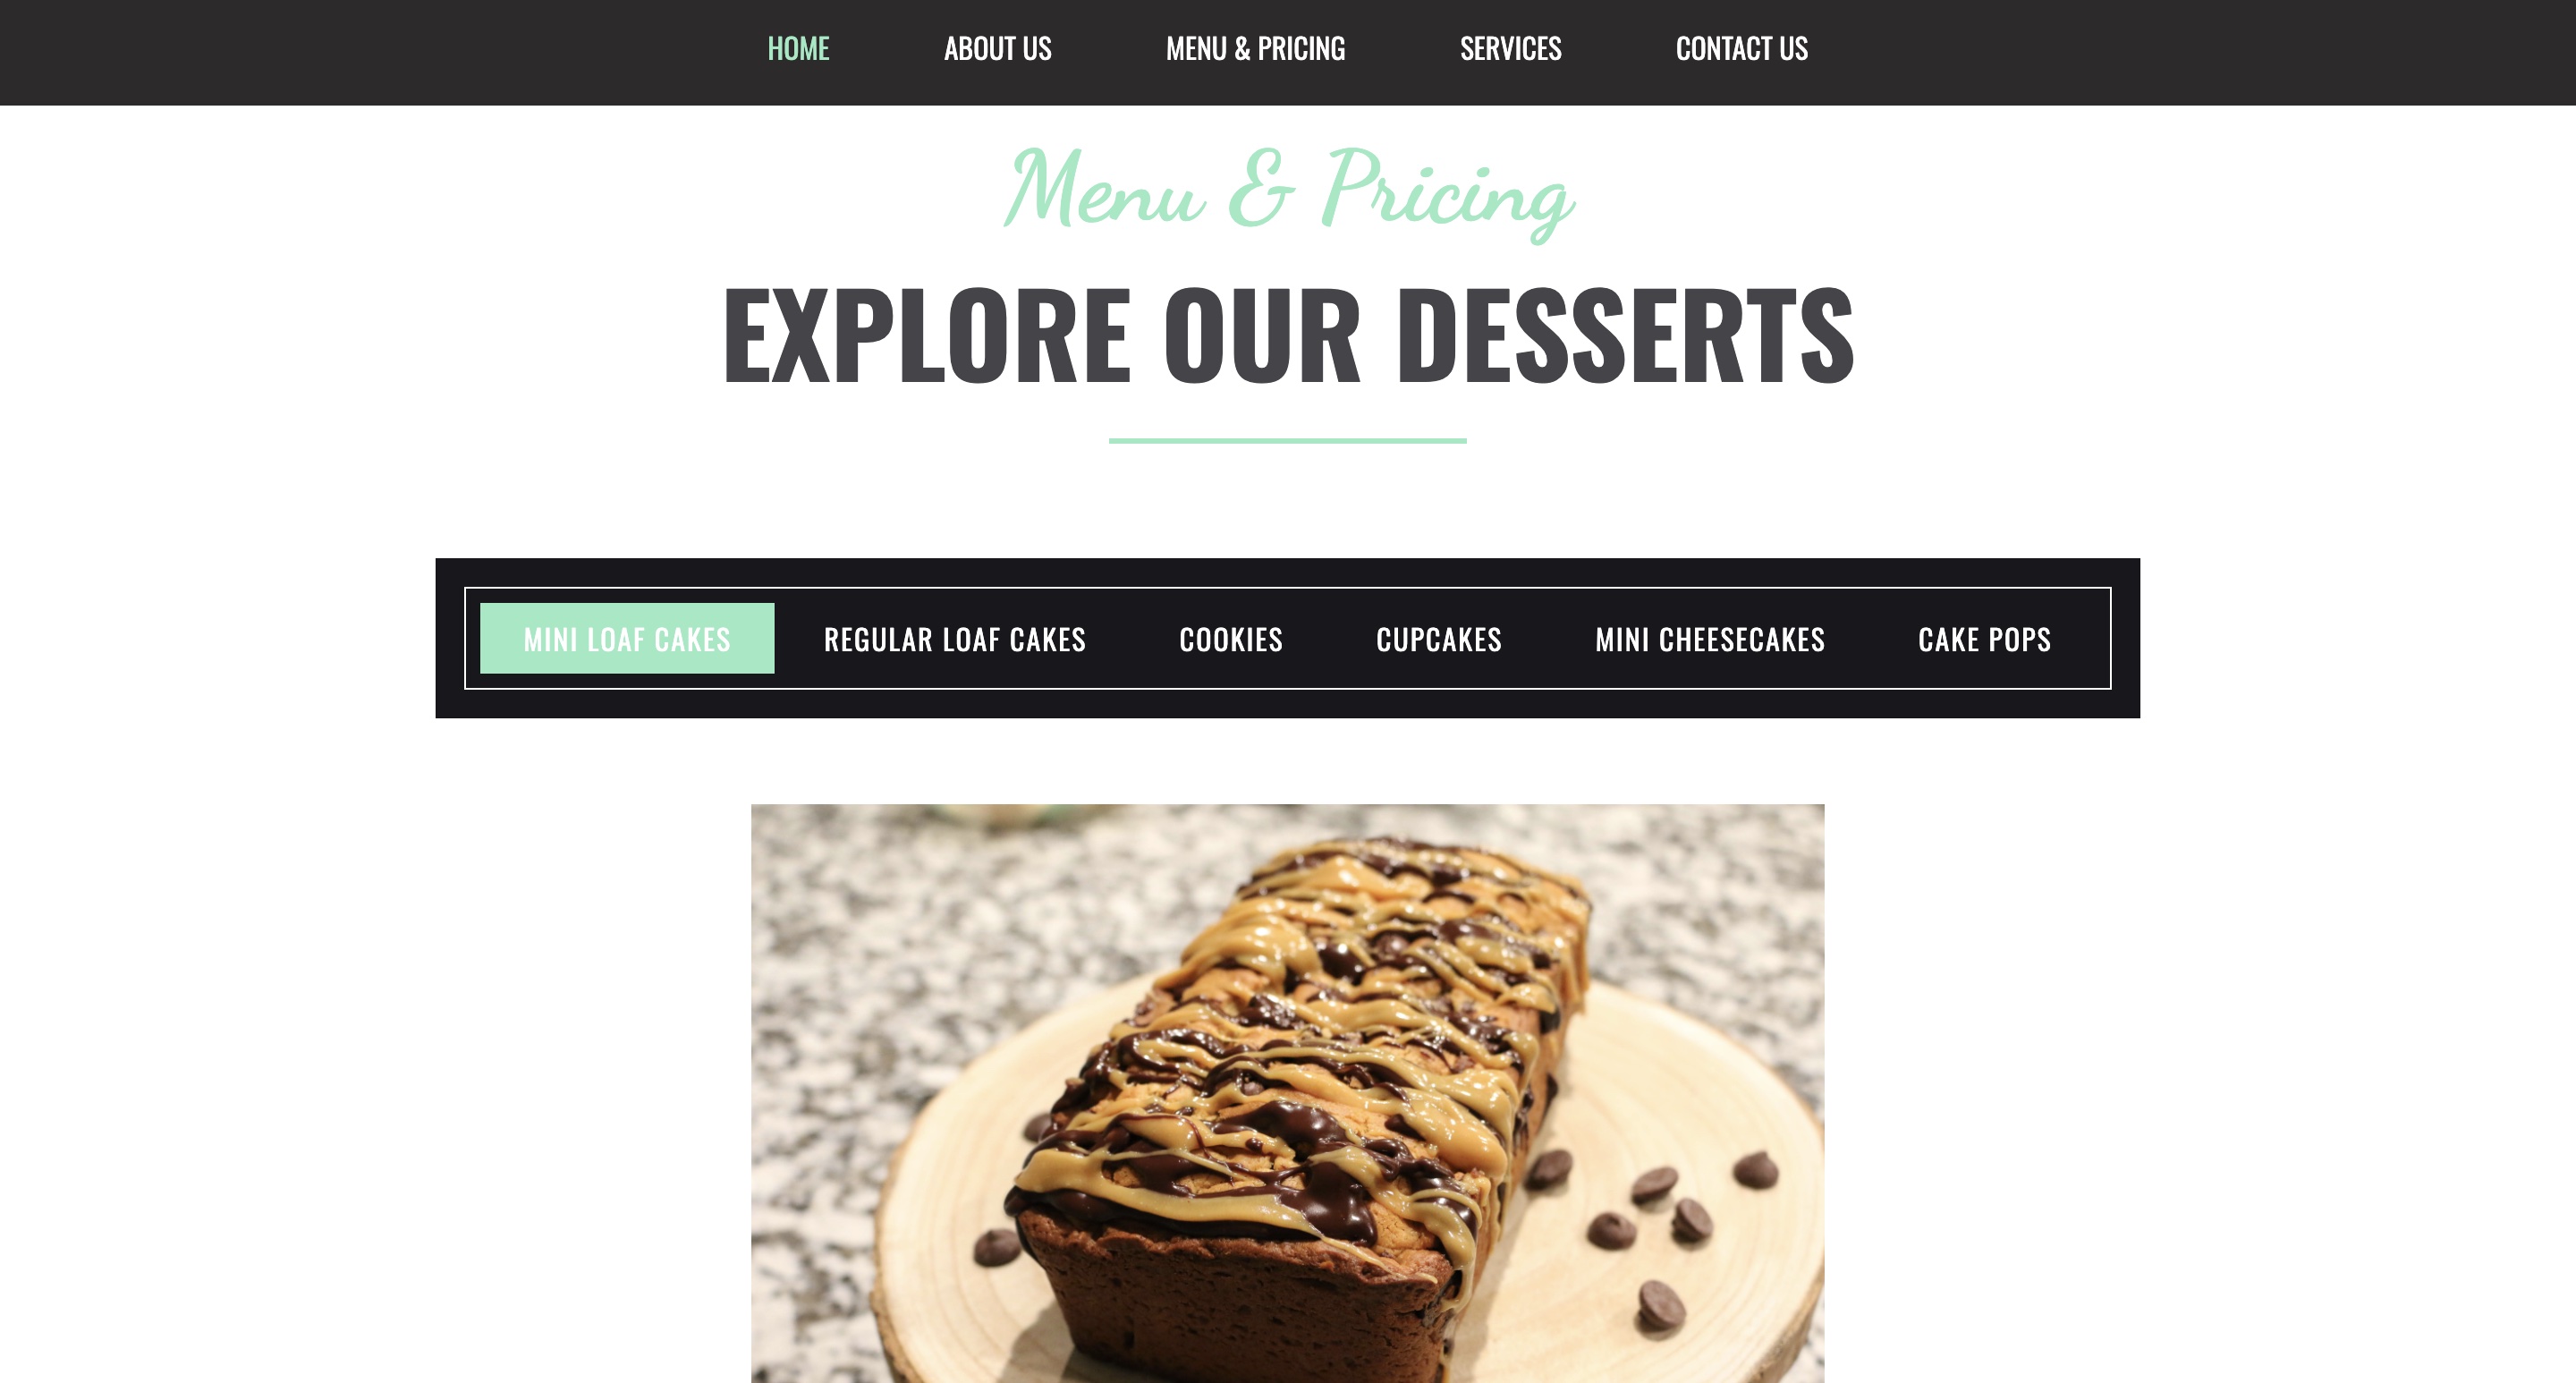 HOME ABOUT US MENU & PRICING SERVICES CONTACT US
Menu & Pricing
EXPLORE OUR DESSERTS
MINI LOAF CAKES REGULAR LOAF CAKES COOKIES CUPCAKES MINI CHEESECAKES CAKE POPS